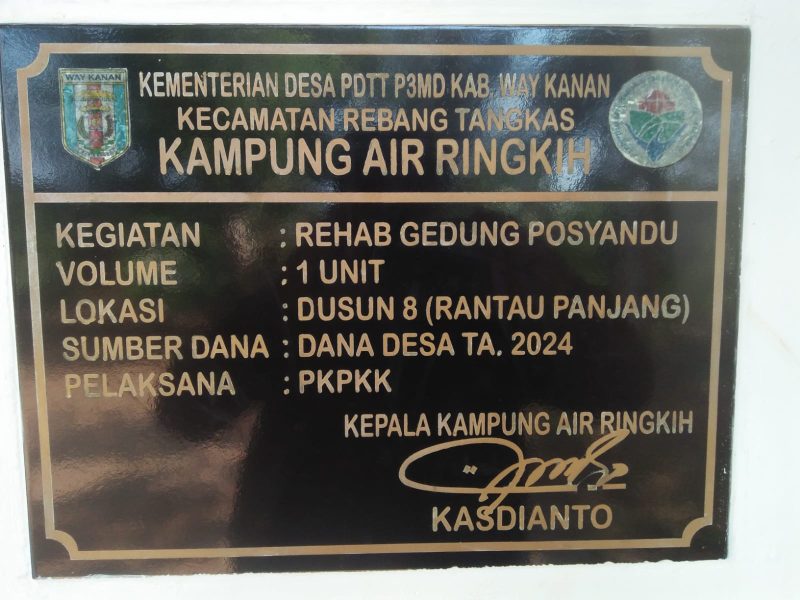 WAY KANAN
KEMENTERIAN DESA PDTT P3MD KAB. WAY KANAN
KECAMATAN REBANG TANGKAS
KAMPUNG AIR RINGKIH
KEGIATAN : REHAB GEDUNG POSYANDU
VOLUME : 1 UNIT
LOKASI : DUSUN 8 (RANTAU PANJANG)
SUMBER DANA : DANA DESA TA. 2024
PELAKSANA : PKPKK
KEPALA KAMPUNG AIR RINGKIH
KASDIANTO